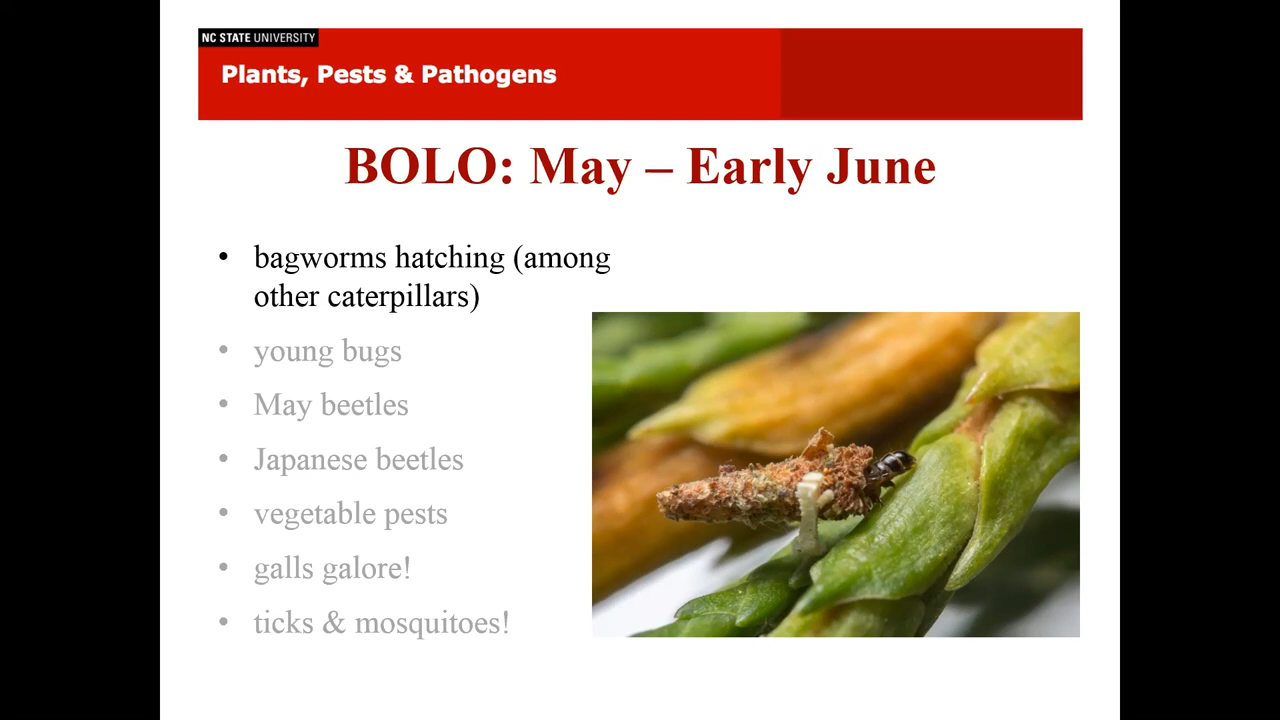 NC STATE UNIVERSITY
Plants, Pests & Pathogens
BOLO: May – Early June
• bagworms hatching (among
other caterpillars)
• young bugs
• May beetles
• Japanese beetles
• vegetable pests
• galls galore!
• ticks & mosquitoes!